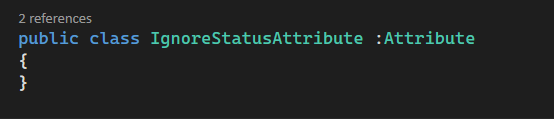 2 references
public class IgnoreStatusAttribute :Attribute
{
}